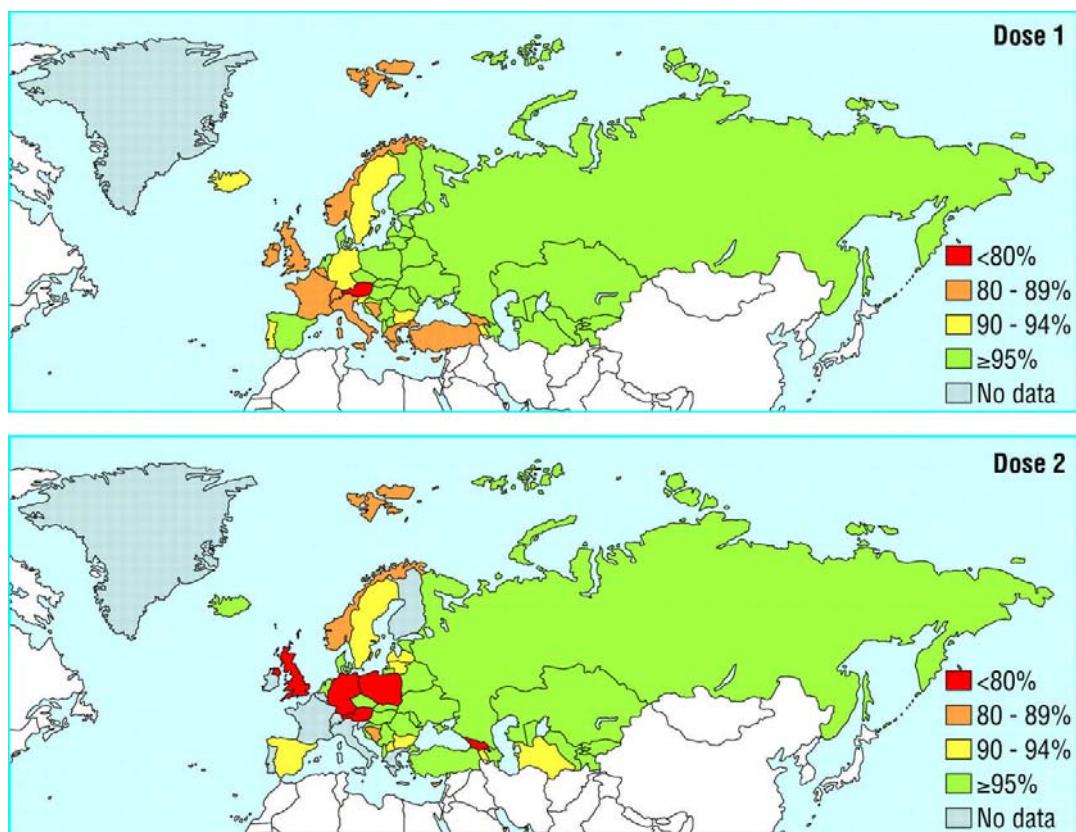 Dose 1
<80%
80 - 89%
90 - 94%
≥95%
No data
Dose 2
<80%
80 - 89%
90 - 94%
≥95%
No data